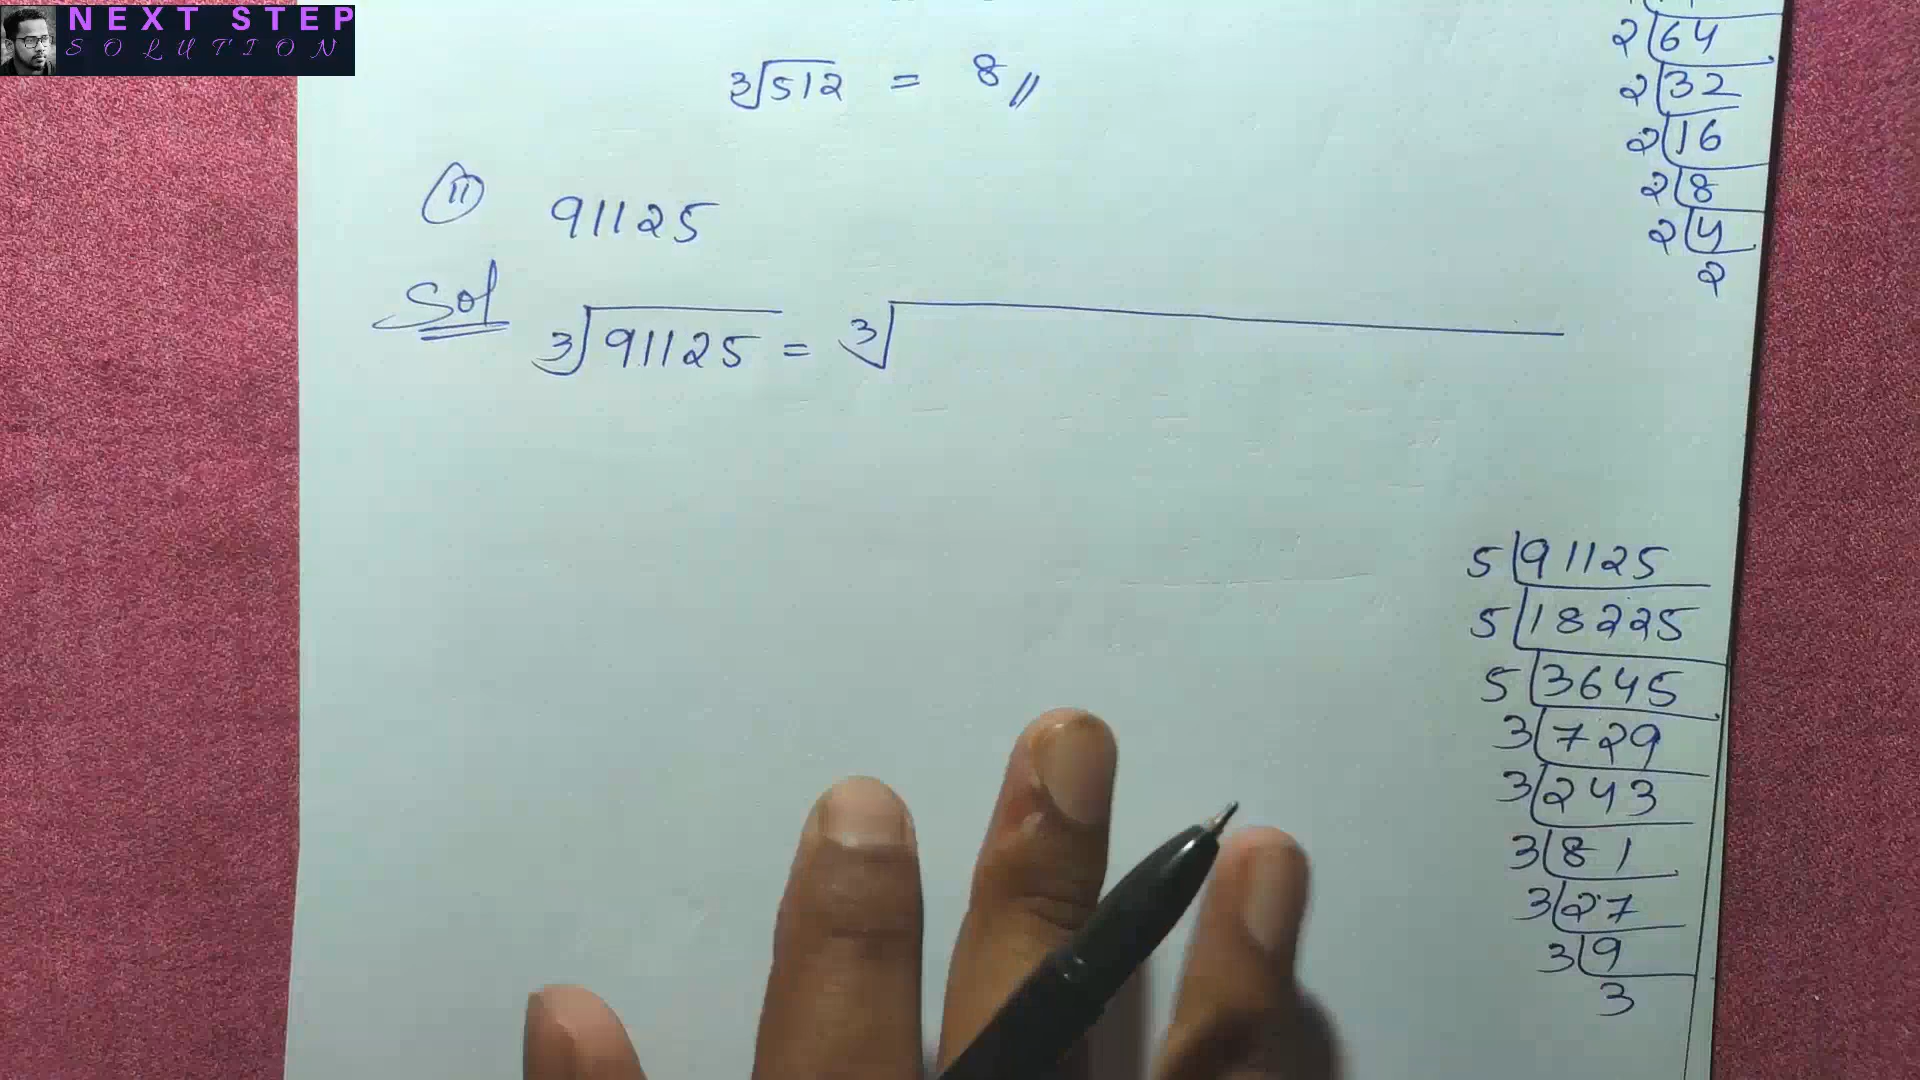 NEXT STEP
SOLUTION
∛512 = 8//
2|64
2|32
2|16
2|8
2|4
2
(ii) 91125
Sol
∛91125 = ∛
5|91125
5|18225
5|3645
3|729
3|243
3|81
3|27
3|9
3